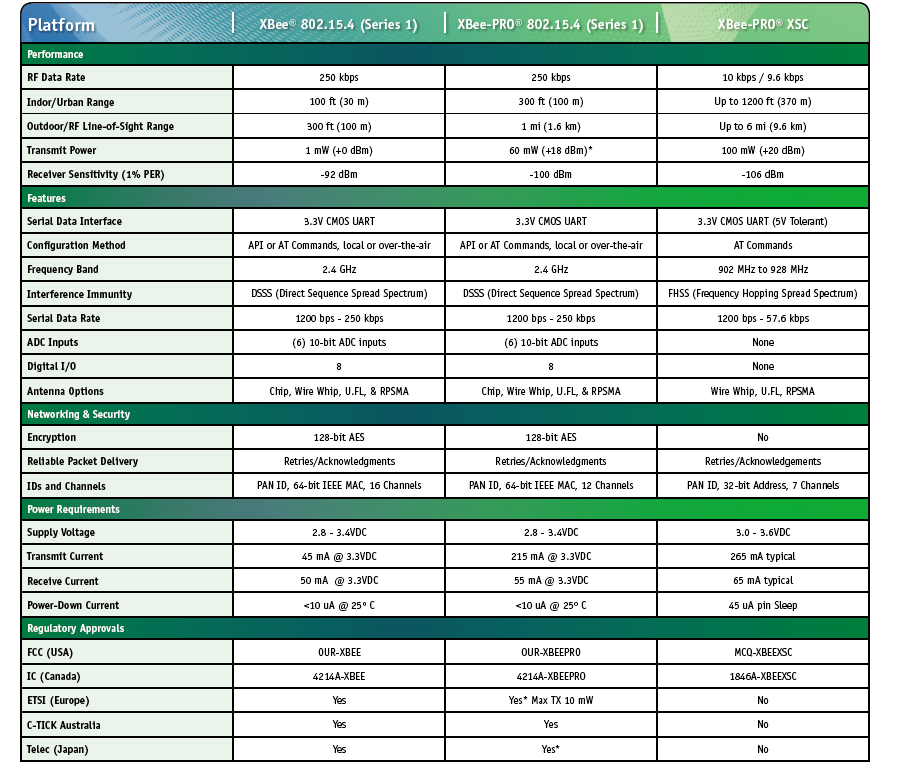 Platform XBee® 802.15.4 (Series 1) XBee-PRO® 802.15.4 (Series 1) XBee-PRO® XSC
Performance
RF Data Rate 250 kbps 250 kbps 10 kbps / 9.6 kbps
Indor/Urban Range 100 ft (30 m) 300 ft (100 m) Up to 1200 ft (370 m)
Outdoor/RF Line-of-Sight Range 300 ft (100 m) 1 mi (1.6 km) Up to 6 mi (9.6 km)
Transmit Power 1 mW (+0 dBm) 60 mW (+18 dBm)* 100 mW (+20 dBm)
Receiver Sensitivity (1% PER) -92 dBm -100 dBm -106 dBm
Features
Serial Data Interface 3.3V CMOS UART 3.3V CMOS UART 3.3V CMOS UART (5V Tolerant)
Configuration Method API or AT Commands, local or over-the-air API or AT Commands, local or over-the-air AT Commands
Frequency Band 2.4 GHz 2.4 GHz 902 MHz to 928 MHz
Interference Immunity DSSS (Direct Sequence Spread Spectrum) DSSS (Direct Sequence Spread Spectrum) FHSS (Frequency Hopping Spread Spectrum)
Serial Data Rate 1200 bps - 250 kbps 1200 bps - 250 kbps 1200 bps - 57.6 kbps
ADC Inputs (6) 10-bit ADC inputs (6) 10-bit ADC inputs None
Digital I/O 8 8 None
Antenna Options Chip, Wire Whip, U.FL, & RPSMA Chip, Wire Whip, U.FL, & RPSMA Wire Whip, U.FL, RPSMA
Networking & Security
Encryption 128-bit AES 128-bit AES No
Reliable Packet Delivery Retries/Acknowledgments Retries/Acknowledgments Retries/Acknowledgements
IDs and Channels PAN ID, 64-bit IEEE MAC, 16 Channels PAN ID, 64-bit IEEE MAC, 12 Channels PAN ID, 32-bit Address, 7 Channels
Power Requirements
Supply Voltage 2.8 - 3.4VDC 2.8 - 3.4VDC 3.0 - 3.6VDC
Transmit Current 45 mA @ 3.3VDC 215 mA @ 3.3VDC 265 mA typical
Receive Current 50 mA @ 3.3VDC 55 mA @ 3.3VDC 65 mA typical
Power-Down Current <10 uA @ 25º C <10 uA @ 25º C 45 uA pin Sleep
Regulatory Approvals
FCC (USA) OUR-XBEE OUR-XBEEPRO MCQ-XBEEXSC
IC (Canada) 4214A-XBEE 4214A-XBEEPRO 1846A-XBEEXSC
ETSI (Europe) Yes Yes* Max TX 10 mW No
C-TICK Australia Yes Yes No
Telec (Japan) Yes Yes* No